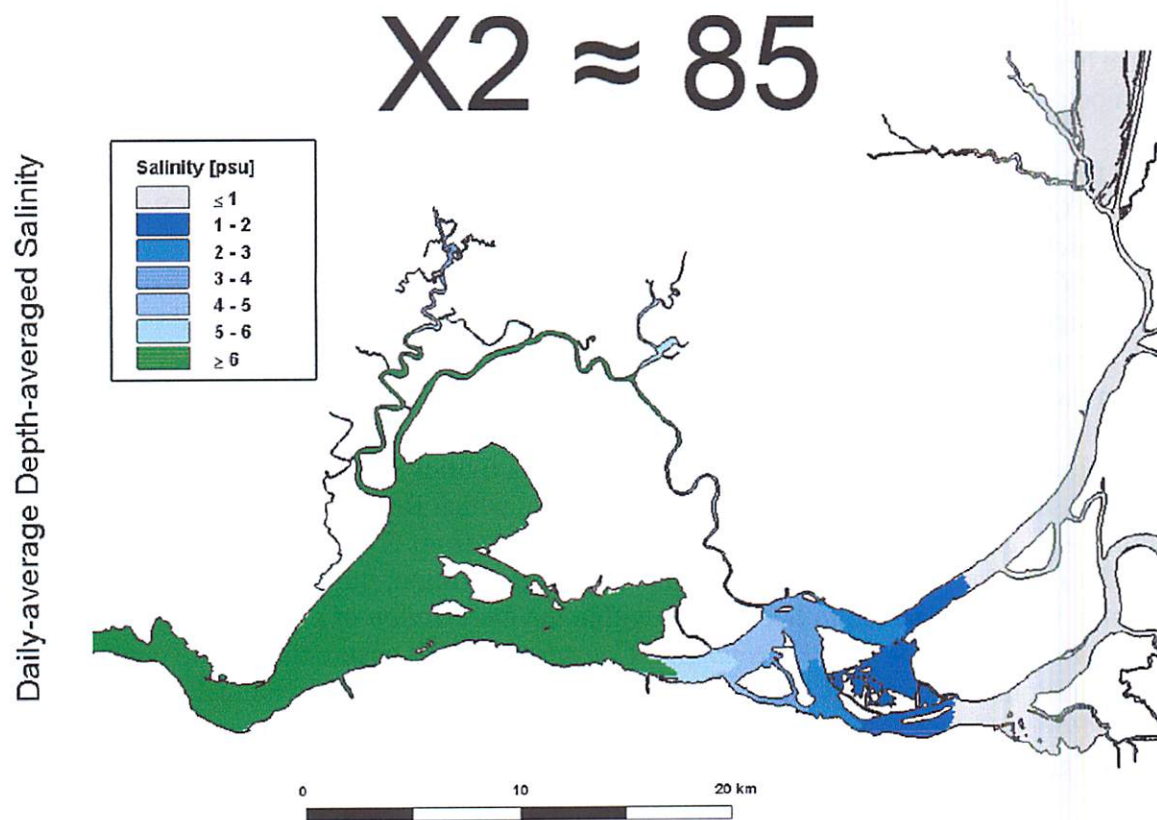 X2 ≈ 85
Daily-average Depth-averaged Salinity
Salinity [psu]
≤ 1
1 - 2
2 - 3
3 - 4
4 - 5
5 - 6
≥ 6
0 10 20 km